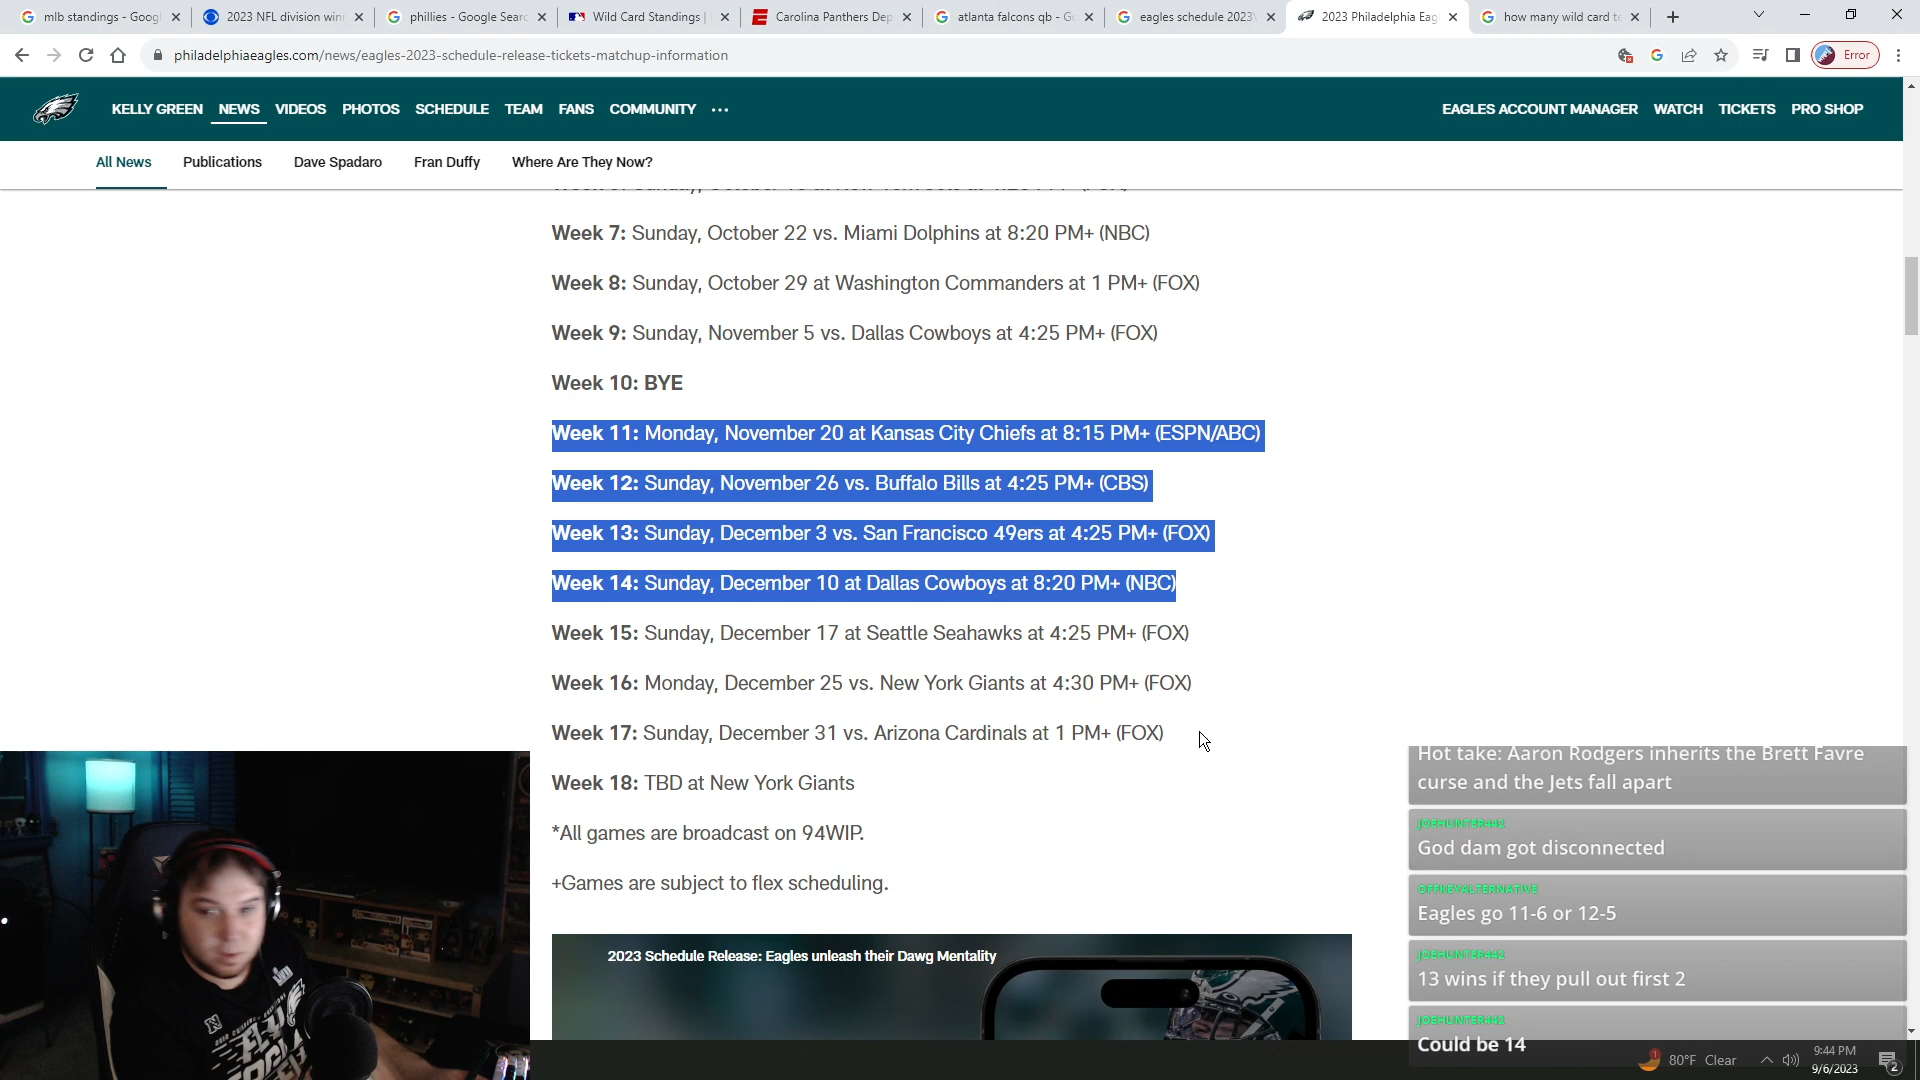 mlb standings - Googl
2023 NFL division winn
phillies - Google Searc
Wild Card Standings |
Carolina Panthers Dep
atlanta falcons qb - Go
eagles schedule 2023
2023 Philadelphia Eag
how many wild card te
philadelphiaeagles.com/news/eagles-2023-schedule-release-tickets-matchup-information
Error
KELLY GREEN NEWS VIDEOS PHOTOS SCHEDULE TEAM FANS COMMUNITY ...
EAGLES ACCOUNT MANAGER WATCH TICKETS PRO SHOP
All News Publications Dave Spadaro Fran Duffy Where Are They Now?
Week 7: Sunday, October 22 vs. Miami Dolphins at 8:20 PM+ (NBC)
Week 8: Sunday, October 29 at Washington Commanders at 1 PM+ (FOX)
Week 9: Sunday, November 5 vs. Dallas Cowboys at 4:25 PM+ (FOX)
Week 10: BYE
Week 11: Monday, November 20 at Kansas City Chiefs at 8:15 PM+ (ESPN/ABC)
Week 12: Sunday, November 26 vs. Buffalo Bills at 4:25 PM+ (CBS)
Week 13: Sunday, December 3 vs. San Francisco 49ers at 4:25 PM+ (FOX)
Week 14: Sunday, December 10 at Dallas Cowboys at 8:20 PM+ (NBC)
Week 15: Sunday, December 17 at Seattle Seahawks at 4:25 PM+ (FOX)
Week 16: Monday, December 25 vs. New York Giants at 4:30 PM+ (FOX)
Week 17: Sunday, December 31 vs. Arizona Cardinals at 1 PM+ (FOX)
Week 18: TBD at New York Giants
*All games are broadcast on 94WIP.
+Games are subject to flex scheduling.
2023 Schedule Release: Eagles unleash their Dawg Mentality
Hot take: Aaron Rodgers inherits the Brett Favre
curse and the Jets fall apart
JOEHUNTER442
God dam got disconnected
OFFKEYALTERNATIVE
Eagles go 11-6 or 12-5
JOEHUNTER442
13 wins if they pull out first 2
JOEHUNTER442
Could be 14
1
80°F Clear
9:44 PM
9/6/2023
2
FLY